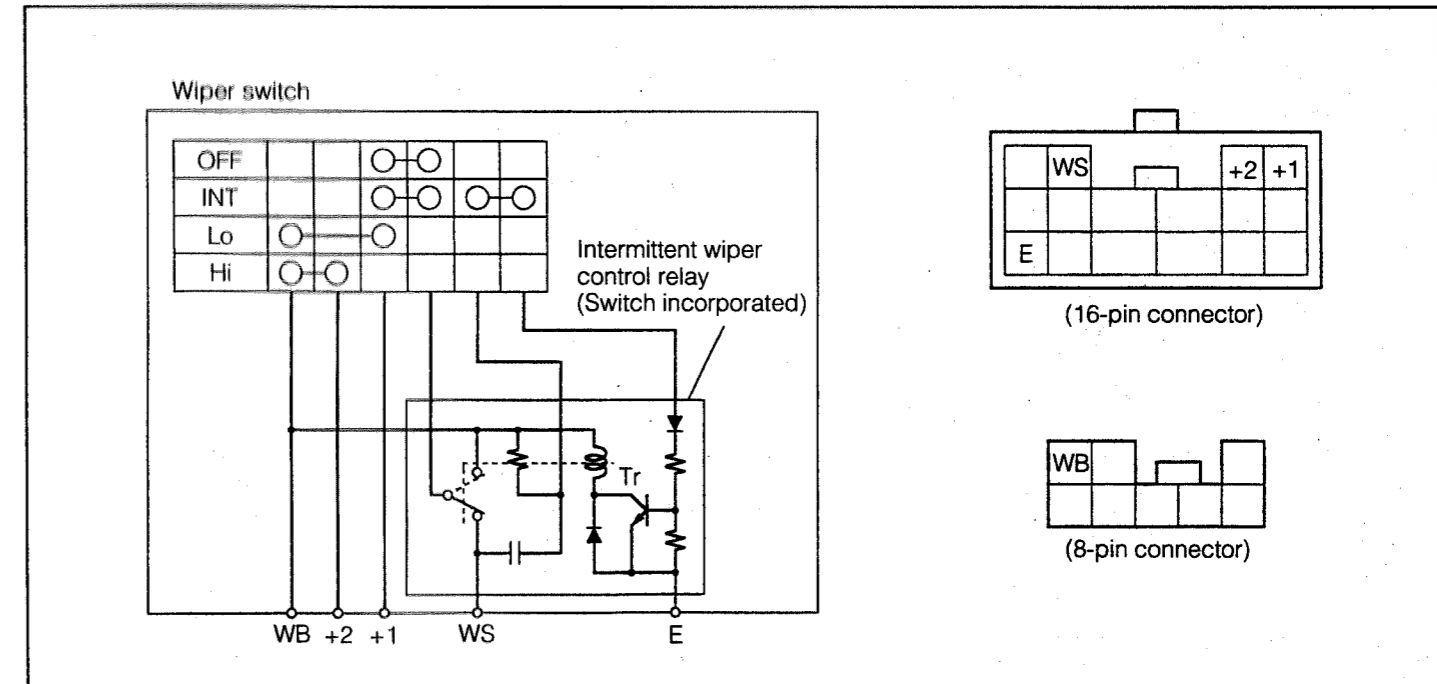 Wiper switch
OFF
INT
Lo
Hi
Intermittent wiper
control relay
(Switch incorporated)
Tr
WB +2 +1 WS E
WS +2 +1
E
(16-pin connector)
WB
(8-pin connector)